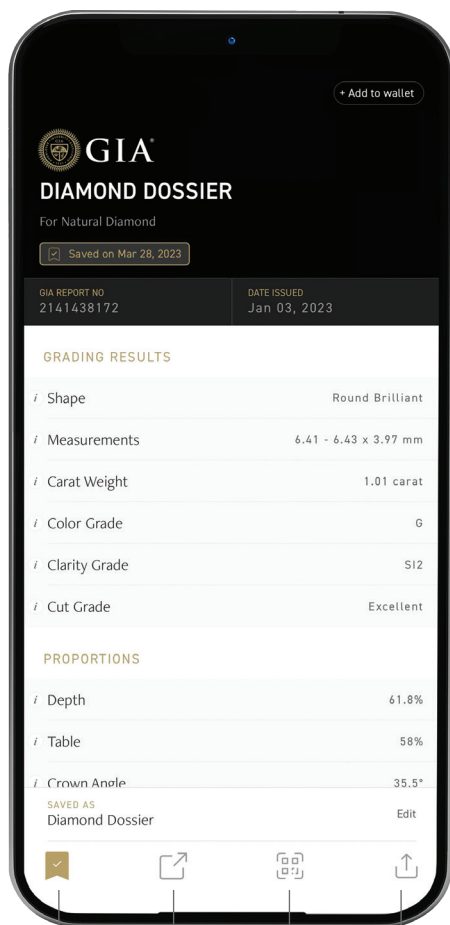 + Add to wallet
GIA®
DIAMOND DOSSIER
For Natural Diamond
Saved on Mar 28, 2023
GIA REPORT NO
2141438172
DATE ISSUED
Jan 03, 2023
GRADING RESULTS
i Shape Round Brilliant
i Measurements 6.41 - 6.43 x 3.97 mm
i Carat Weight 1.01 carat
i Color Grade G
i Clarity Grade SI2
i Cut Grade Excellent
PROPORTIONS
i Depth 61.8%
i Table 58%
i Crown Angle 35.5°
SAVED AS
Diamond Dossier
Edit